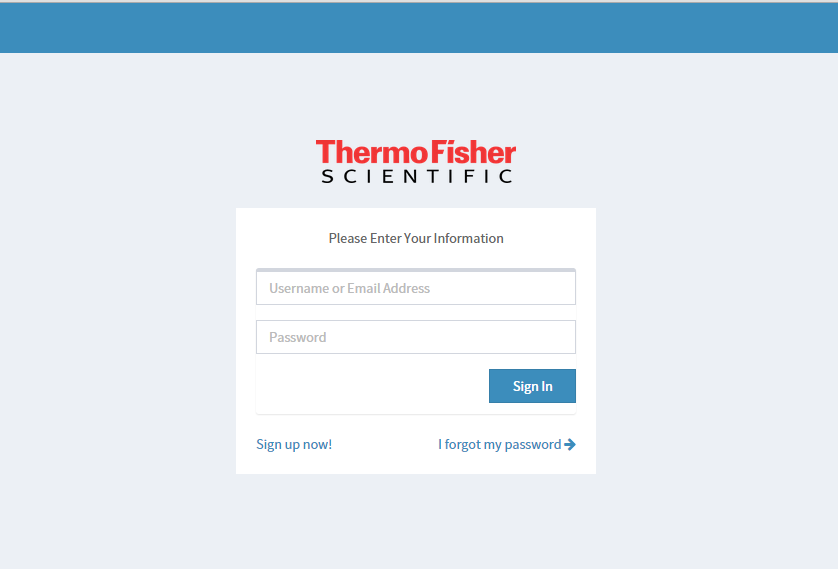 ThermoFisher
SCIENTIFIC
Please Enter Your Information
Username or Email Address
Password
Sign In
Sign up now!
I forgot my password